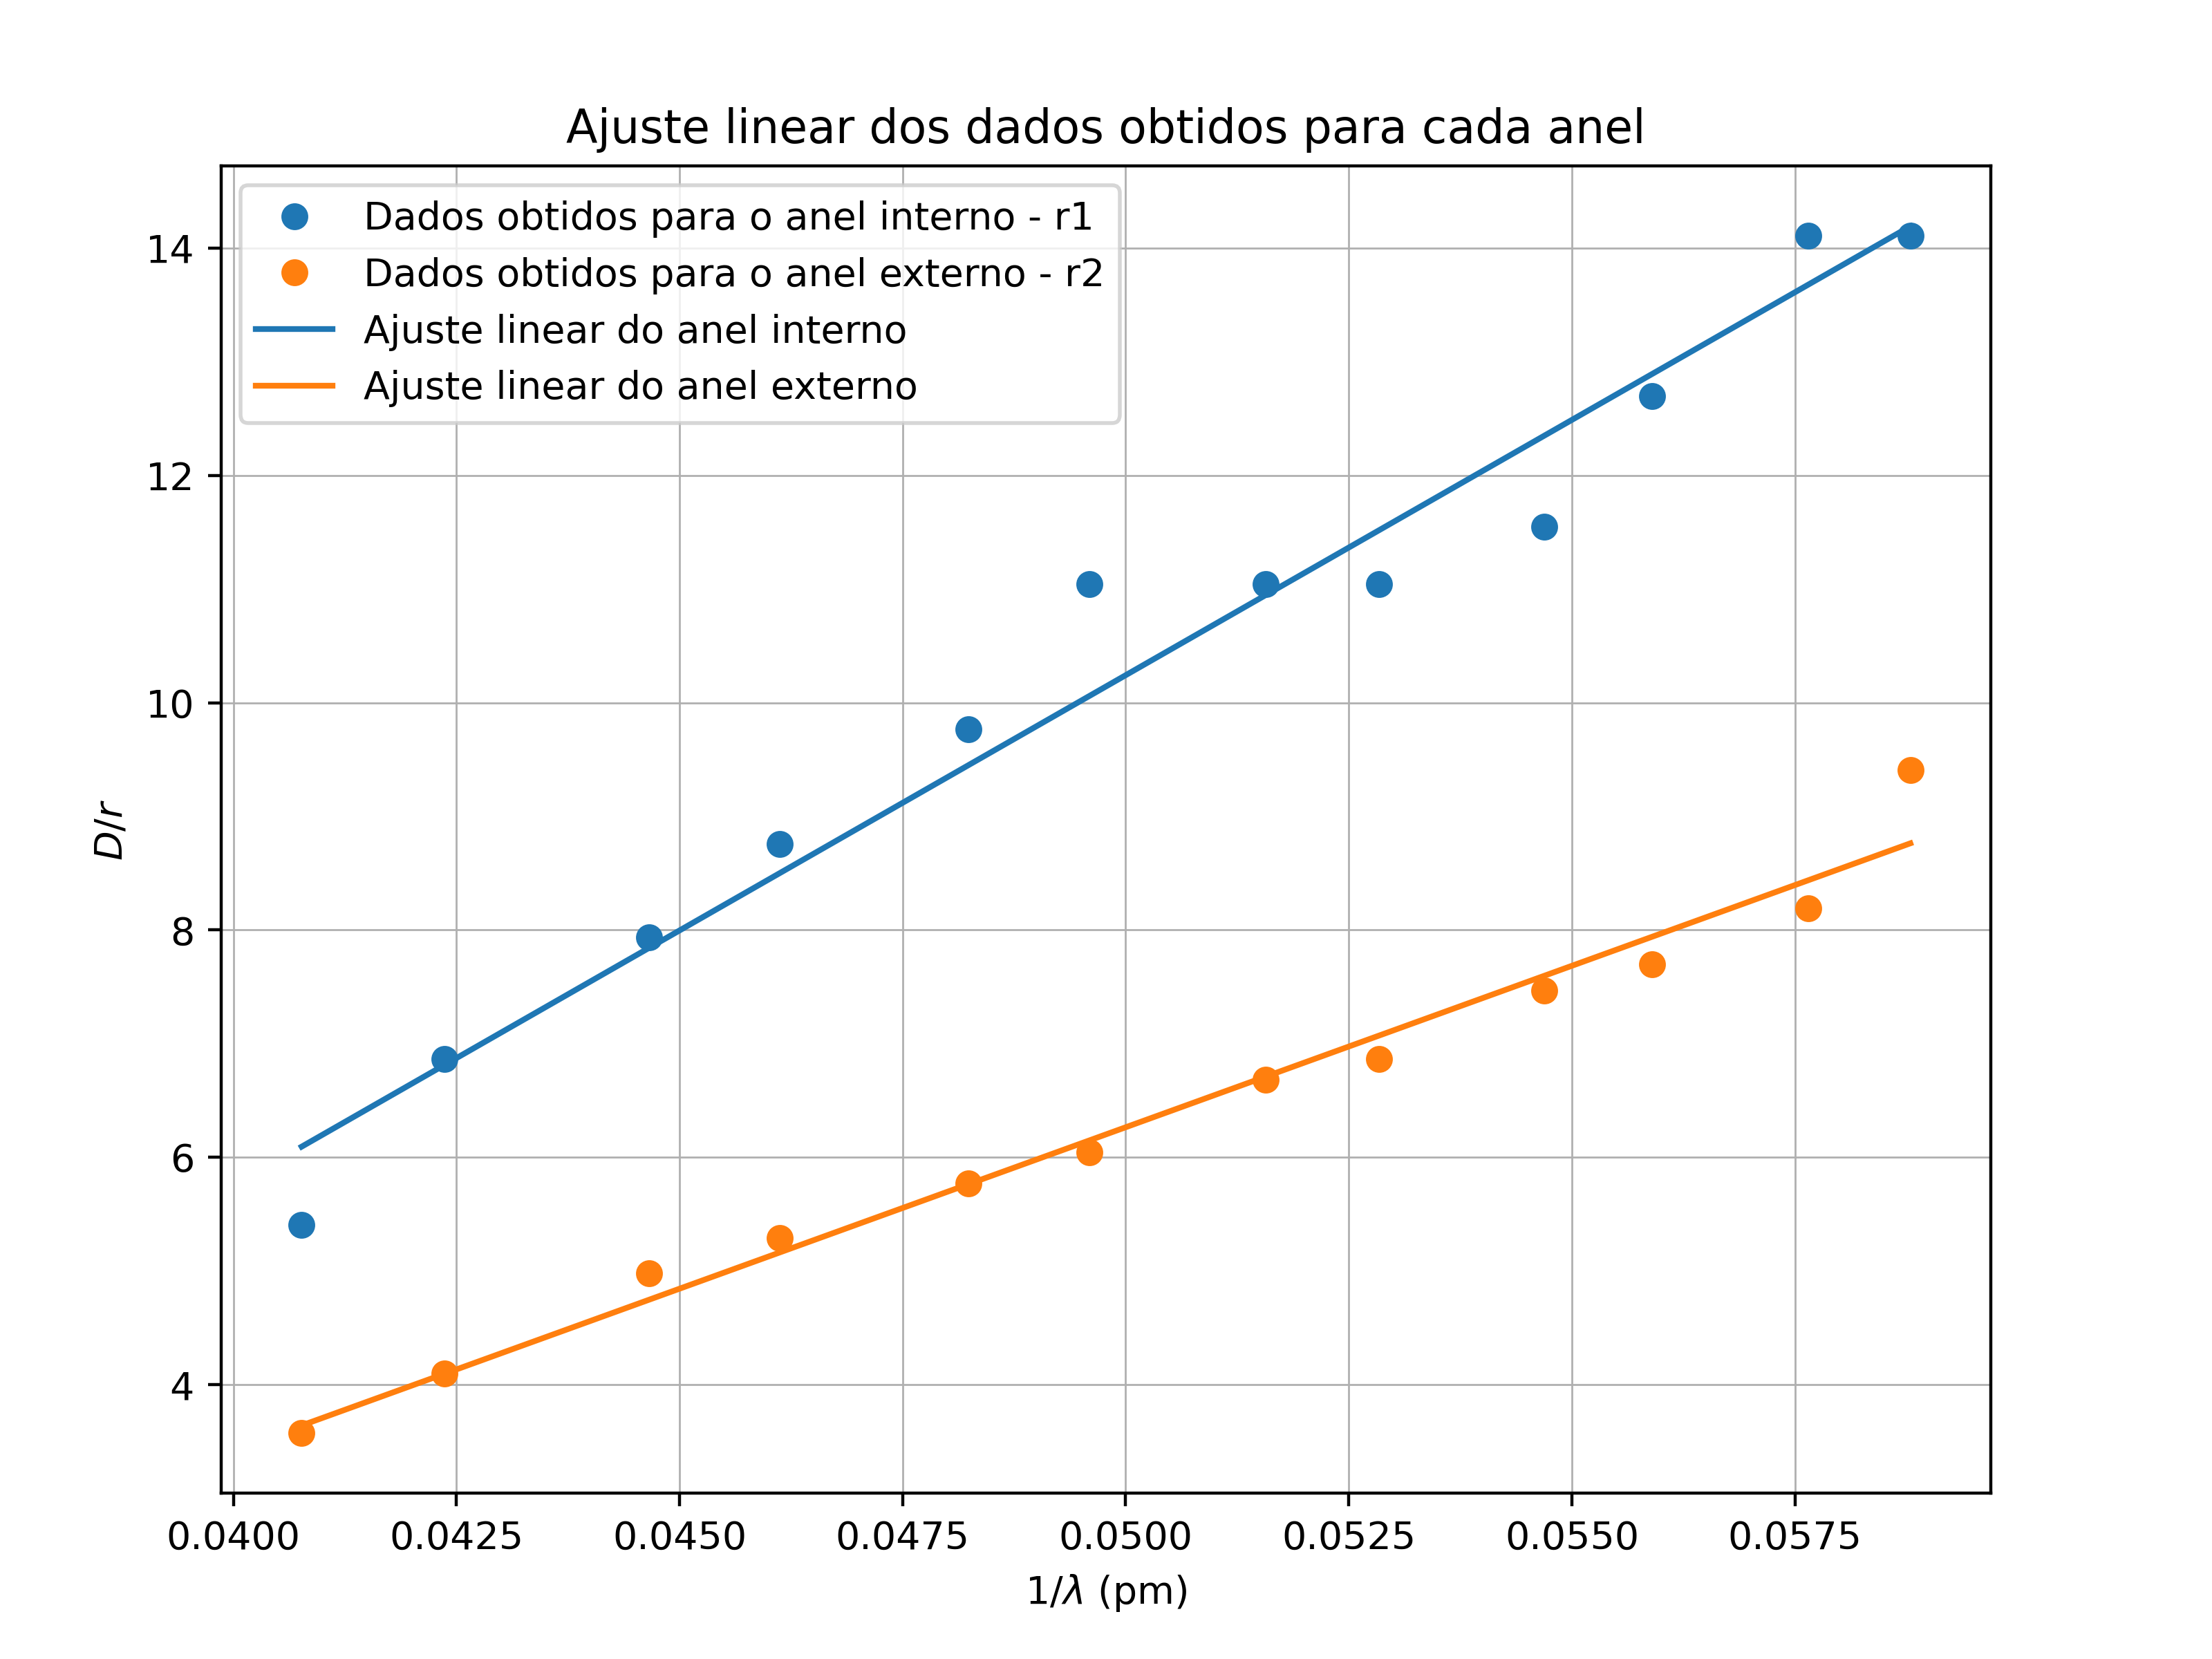 Ajuste linear dos dados obtidos para cada anel
Dados obtidos para o anel interno - r1
Dados obtidos para o anel externo - r2
Ajuste linear do anel interno
Ajuste linear do anel externo
14
12
10
8
6
4
D/r
0.0400 0.0425 0.0450 0.0475 0.0500 0.0525 0.0550 0.0575
1/λ (pm)